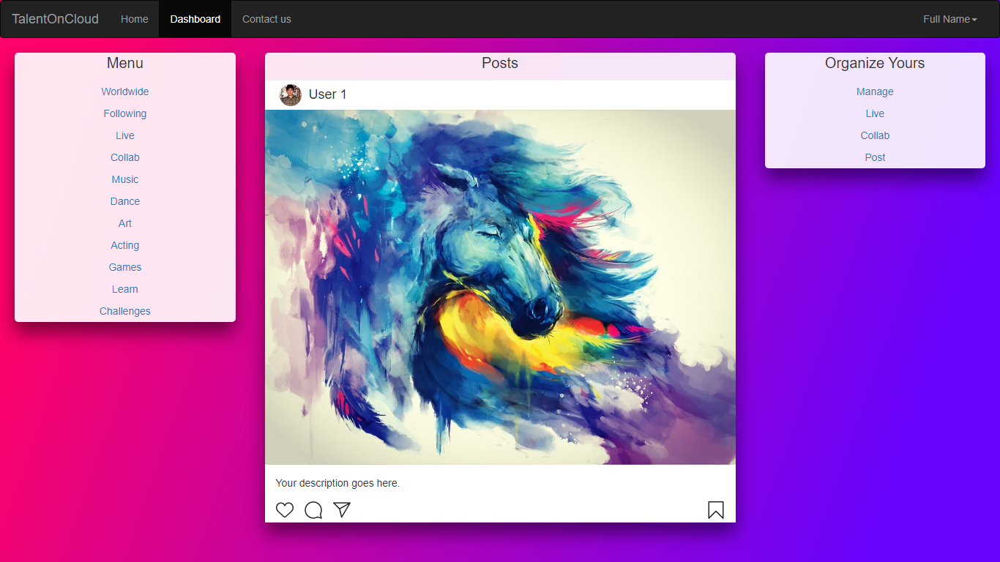 TalentOnCloud Home Dashboard Contact us Full Name
Menu
Worldwide
Following
Live
Collab
Music
Dance
Art
Acting
Games
Learn
Challenges
Posts
User 1
Your description goes here.
Organize Yours
Manage
Live
Collab
Post